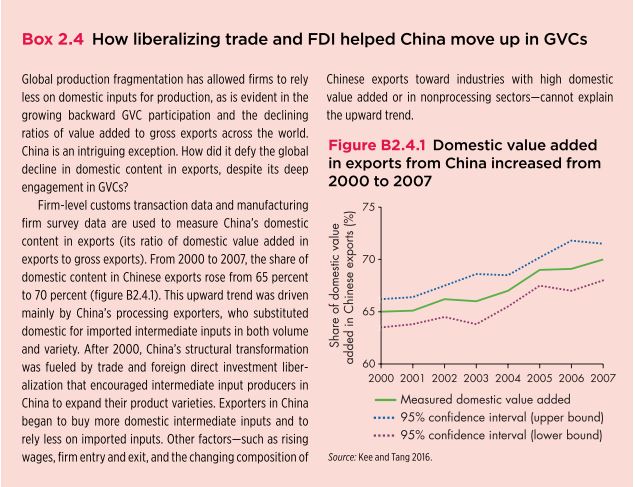 Box 2.4 How liberalizing trade and FDI helped China move up in GVCs
Global production fragmentation has allowed firms to rely
less on domestic inputs for production, as is evident in the
growing backward GVC participation and the declining
ratios of value added to gross exports across the world.
China is an intriguing exception. How did it defy the global
decline in domestic content in exports, despite its deep
engagement in GVCs?
Firm-level customs transaction data and manufacturing
firm survey data are used to measure China's domestic
content in exports (its ratio of domestic value added in
exports to gross exports). From 2000 to 2007, the share of
domestic content in Chinese exports rose from 65 percent
to 70 percent (figure B2.4.1). This upward trend was driven
mainly by China's processing exporters, who substituted
domestic for imported intermediate inputs in both volume
and variety. After 2000, China's structural transformation
was fueled by trade and foreign direct investment liber-
alization that encouraged intermediate input producers in
China to expand their product varieties. Exporters in China
began to buy more domestic intermediate inputs and to
rely less on imported inputs. Other factors—such as rising
wages, firm entry and exit, and the changing composition of
Chinese exports toward industries with high domestic
value added or in nonprocessing sectors—cannot explain
the upward trend.
Figure B2.4.1 Domestic value added
in exports from China increased from
2000 to 2007
Share of domestic value
added in Chinese exports (%)
75
70
65
60
2000 2001 2002 2003 2004 2005 2006 2007
Measured domestic value added
95% confidence interval (upper bound)
95% confidence interval (lower bound)
Source: Kee and Tang 2016.